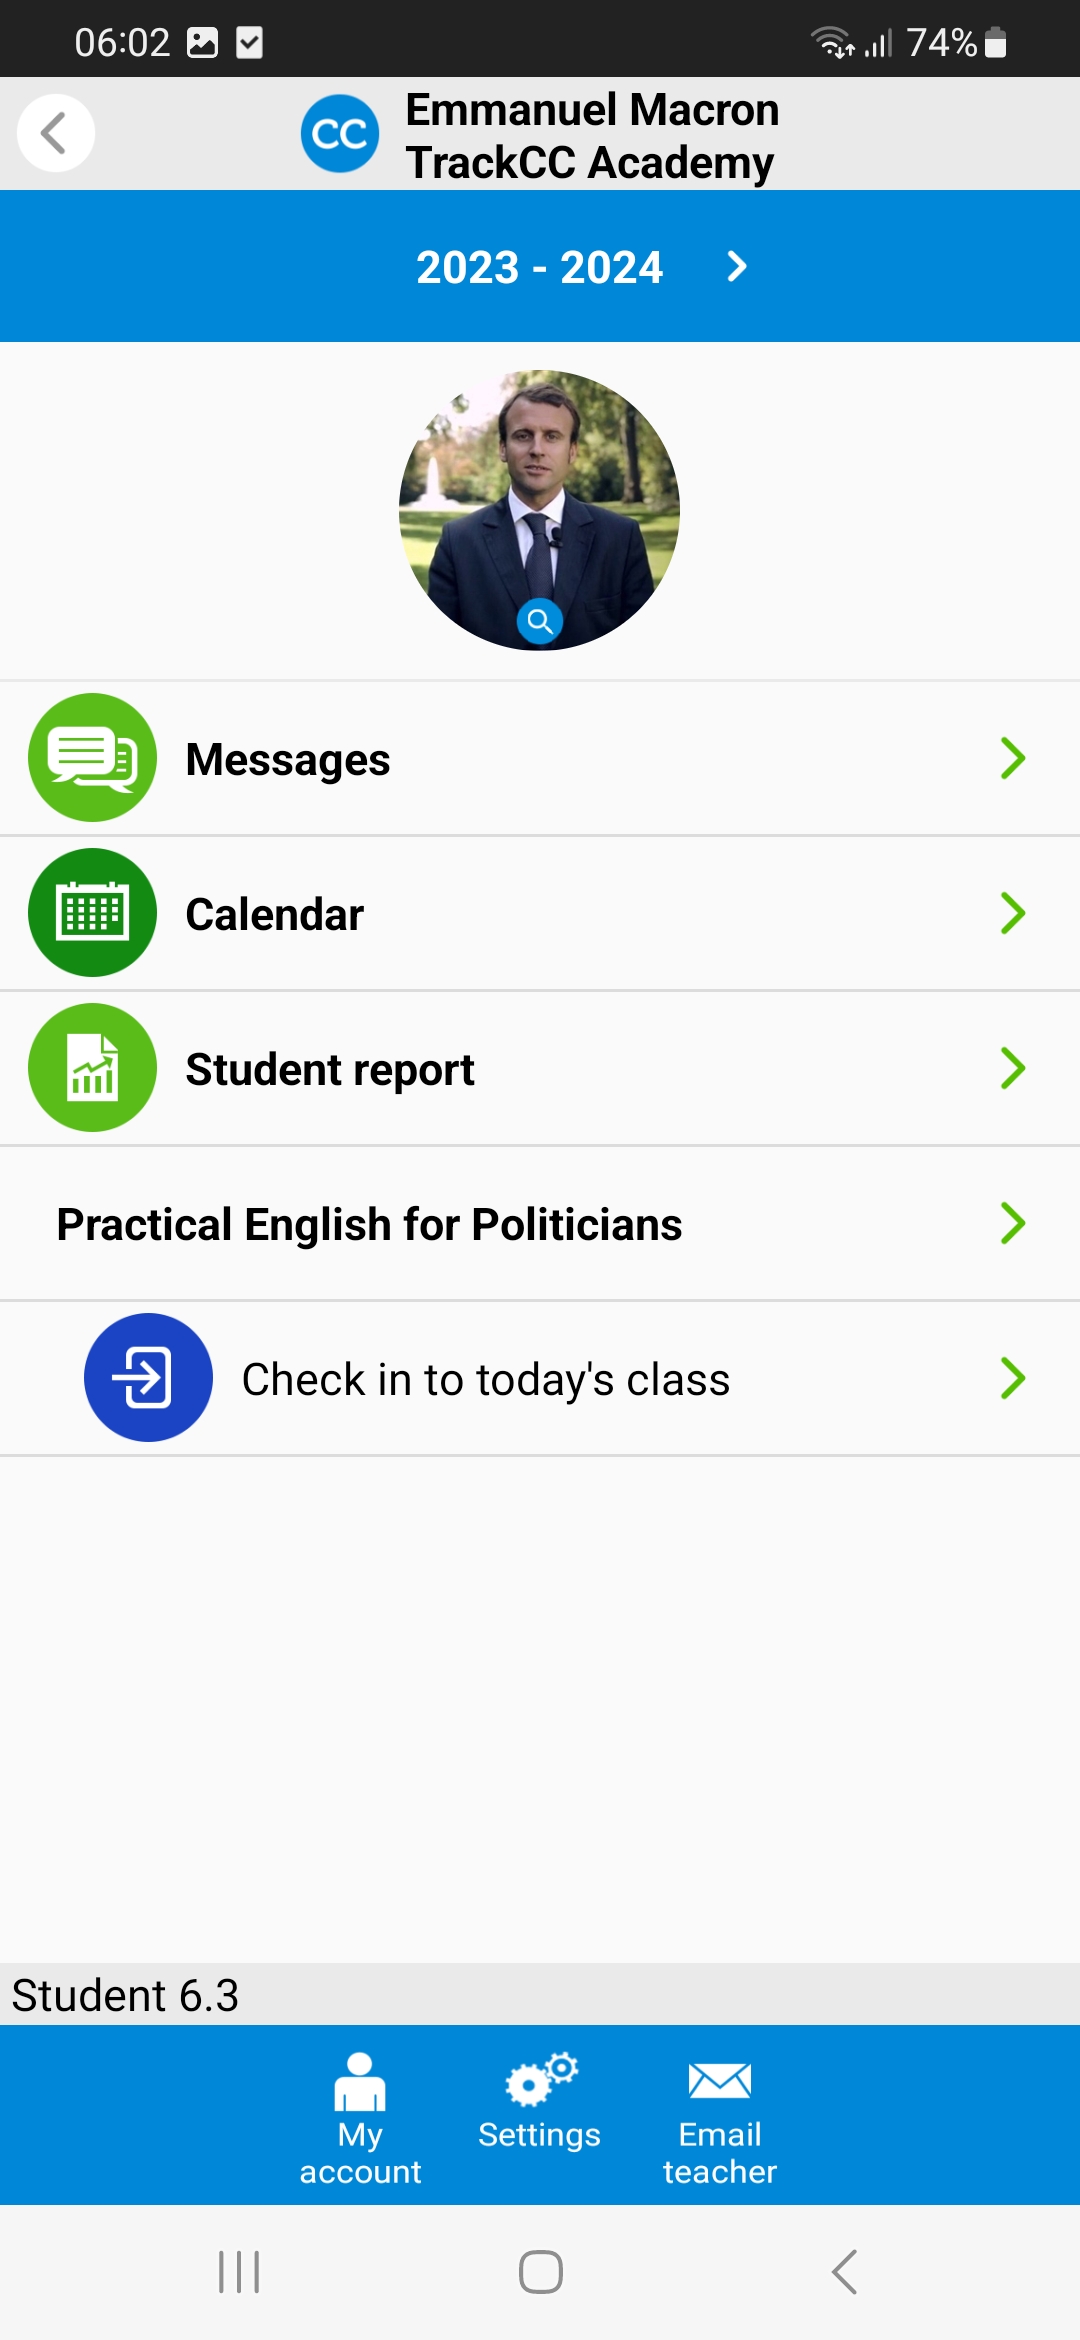 06:02 74%
CC
Emmanuel Macron
TrackCC Academy
2023 - 2024
Messages
Calendar
Student report
Practical English for Politicians
Check in to today's class
Student 6.3
My account
Settings
Email teacher